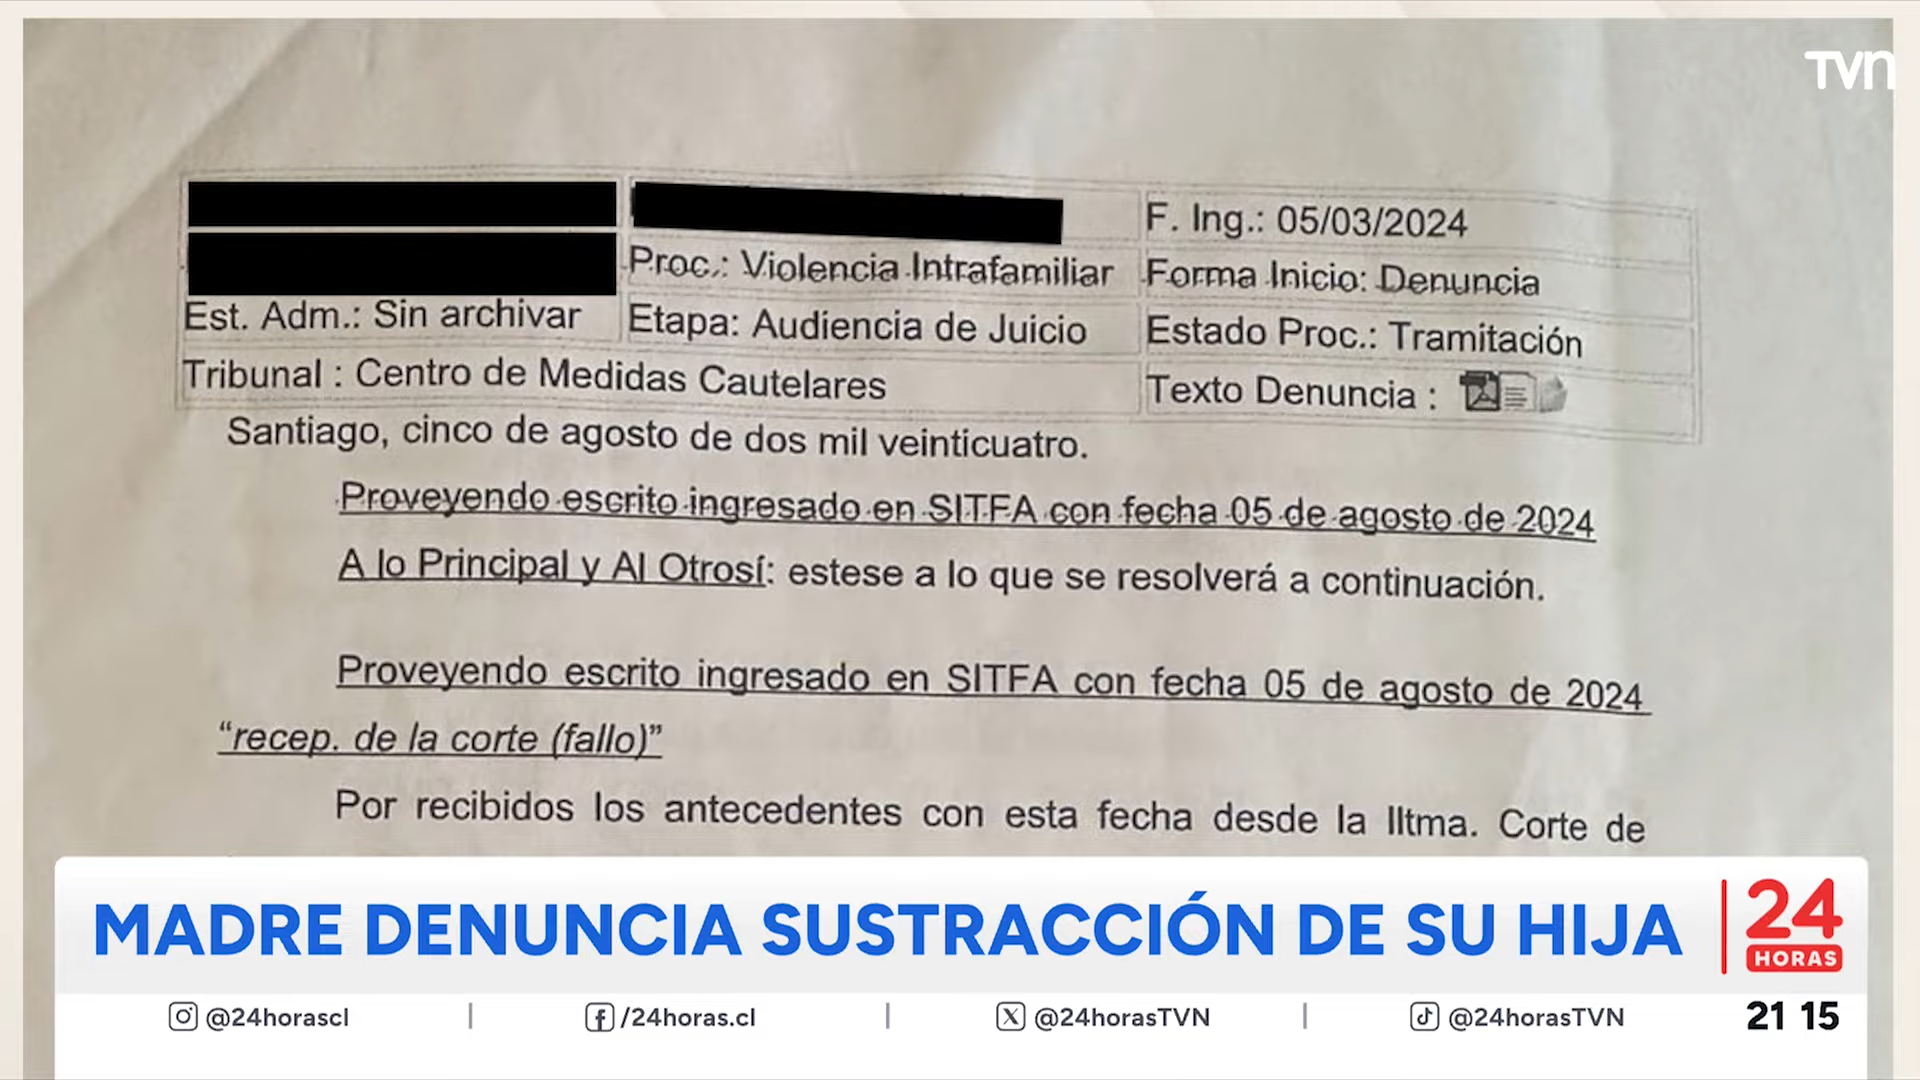 TVN
F. Ing.: 05/03/2024
Proc.: Violencia Intrafamiliar
Forma Inicio: Denuncia
Est. Adm.: Sin archivar
Etapa: Audiencia de Juicio
Estado Proc.: Tramitación
Tribunal : Centro de Medidas Cautelares
Texto Denuncia :
Santiago, cinco de agosto de dos mil veinticuatro.
Proveyendo escrito ingresado en SITFA con fecha 05 de agosto de 2024
A lo Principal y Al Otrosí: estese a lo que se resolverá a continuación.
Proveyendo escrito ingresado en SITFA con fecha 05 de agosto de 2024
“recep. de la corte (fallo)”
Por recibidos los antecedentes con esta fecha desde la Iltma. Corte de
MADRE DENUNCIA SUSTRACCIÓN DE SU HIJA
24
HORAS
@24horascl
/24horas.cl
@24horasTVN
@24horasTVN
21 15